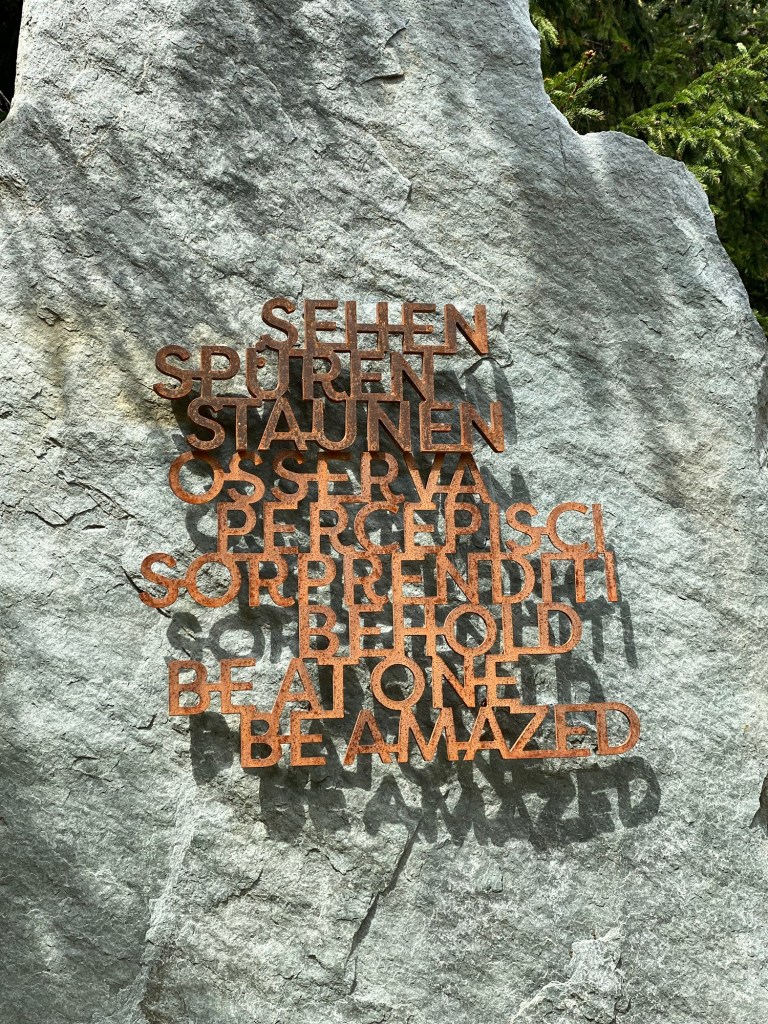 SEHEN
SPÜREN
STAUNEN
OSSERVA
PERCEPISCI
SORPRENDITI
BEHOLD
BE AT ONE
BE AMAZED